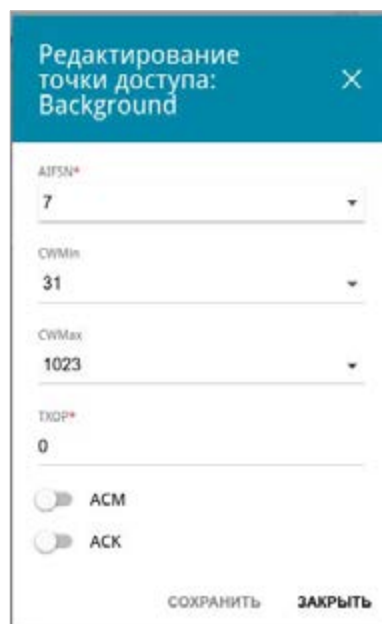 Редактирование
точки доступа:
Background
AIFSN*
7
CWMin
31
CWMax
1023
TXOP*
0
ACM
ACK
СОХРАНИТЬ ЗАКРЫТЬ